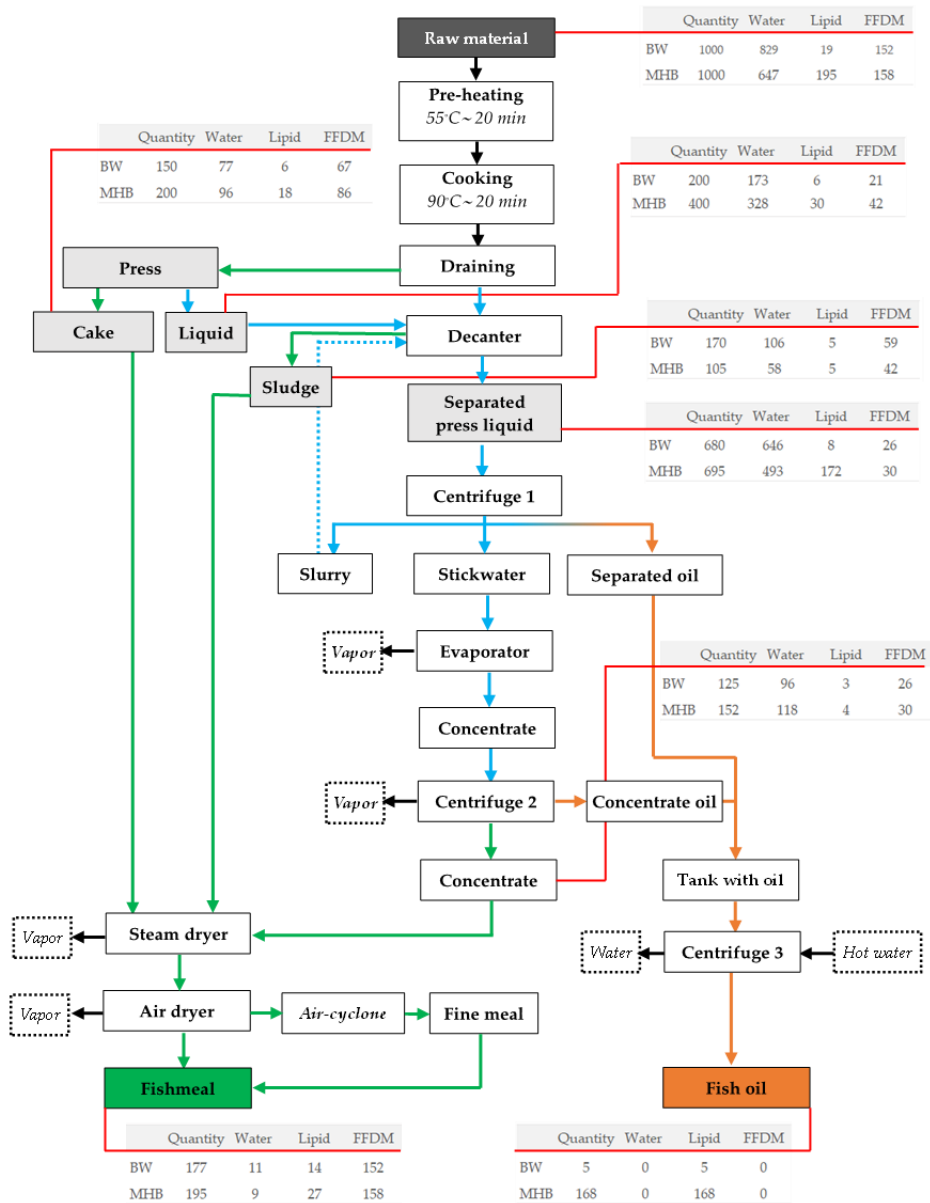 Raw material
Quantity Water Lipid FFDM
BW 1000 829 19 152
MHB 1000 647 195 158
Pre-heating
55°C~ 20 min
Quantity Water Lipid FFDM
BW 150 77 6 67
MHB 200 96 18 86
Quantity Water Lipid FFDM
BW 200 173 6 21
MHB 400 328 30 42
Cooking
90°C~ 20 min
Press
Draining
Cake
Liquid
Decanter
Quantity Water Lipid FFDM
BW 170 106 5 59
MHB 105 58 5 42
Sludge
Separated
press liquid
Quantity Water Lipid FFDM
BW 680 646 8 26
MHB 695 493 172 30
Centrifuge 1
Slurry
Stickwater
Separated oil
Vapor
Evaporator
Quantity Water Lipid FFDM
BW 125 96 3 26
MHB 152 118 4 30
Concentrate
Vapor
Centrifuge 2
Concentrate oil
Concentrate
Tank with oil
Vapor
Steam dryer
Water
Centrifuge 3
Hot water
Vapor
Air dryer
Air-cyclone
Fine meal
Fishmeal
Fish oil
Quantity Water Lipid FFDM
BW 177 11 14 152
MHB 195 9 27 158
Quantity Water Lipid FFDM
BW 5 0 5 0
MHB 168 0 168 0